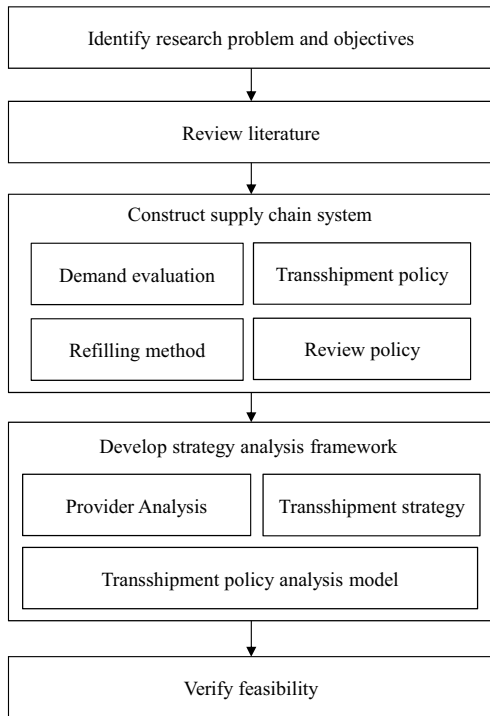 Identify research problem and objectives
Review literature
Construct supply chain system
Demand evaluation
Transshipment policy
Refilling method
Review policy
Develop strategy analysis framework
Provider Analysis
Transshipment strategy
Transshipment policy analysis model
Verify feasibility